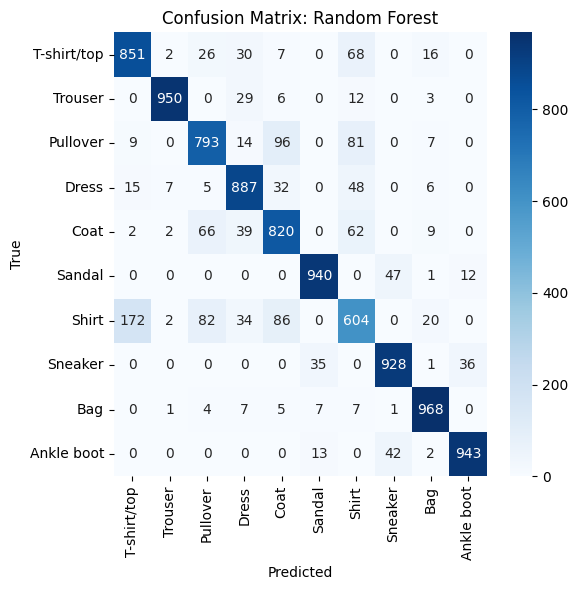 Confusion Matrix: Random Forest
T-shirt/top 851 2 26 30 7 0 68 0 16 0
Trouser 0 950 0 29 6 0 12 0 3 0
Pullover 9 0 793 14 96 0 81 0 7 0
Dress 15 7 5 887 32 0 48 0 6 0
Coat 2 2 66 39 820 0 62 0 9 0
Sandal 0 0 0 0 0 940 0 47 1 12
Shirt 172 2 82 34 86 0 604 0 20 0
Sneaker 0 0 0 0 0 35 0 928 1 36
Bag 0 1 4 7 5 7 7 1 968 0
Ankle boot 0 0 0 0 0 13 0 42 2 943
T-shirt/top Trouser Pullover Dress Coat Sandal Shirt Sneaker Bag Ankle boot
Predicted
True
800
600
400
200
0